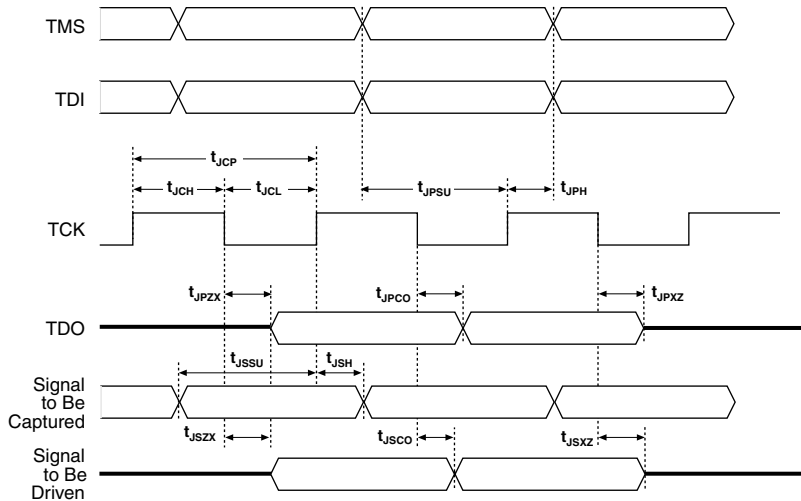 TMS
TDI
tJCP
tJCH tJCL tJPSU tJPH
TCK
tJPZX tJPCO tJPXZ
TDO
tJSSU tJSH
Signal
to Be
Captured
tJSZX tJSCO tJSXZ
Signal
to Be
Driven